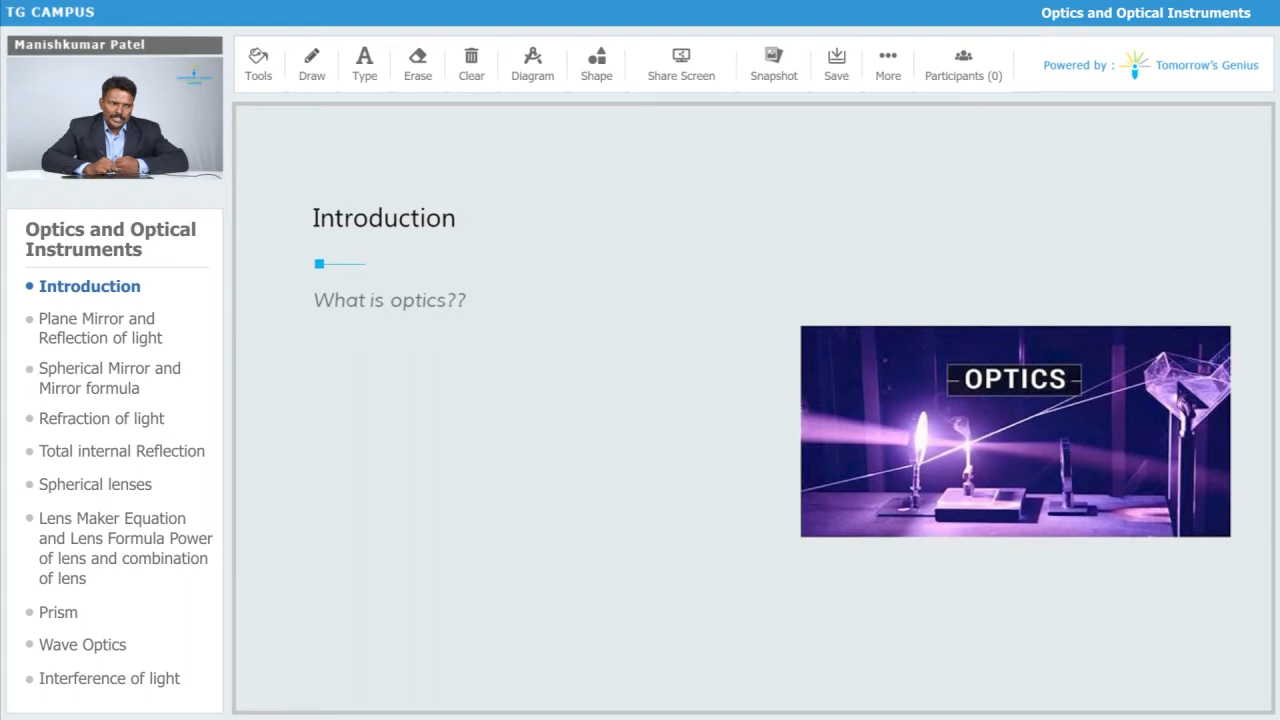 TG CAMPUS
Optics and Optical Instruments
Manishkumar Patel
Tools
Draw
Type
Erase
Clear
Diagram
Shape
Share Screen
Snapshot
Save
More
Participants (0)
Powered by :
Tomorrow's Genius
Optics and Optical
Instruments
Introduction
Plane Mirror and
Reflection of light
Spherical Mirror and
Mirror formula
Refraction of light
Total internal Reflection
Spherical lenses
Lens Maker Equation
and Lens Formula Power
of lens and combination
of lens
Prism
Wave Optics
Interference of light
Introduction
What is optics??
OPTICS